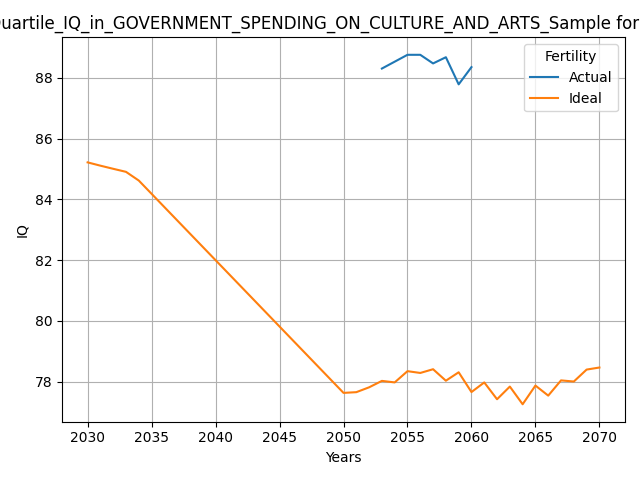 uartile_IQ_in_GOVERNMENT_SPENDING_ON_CULTURE_AND_ARTS_Sample for
Fertility
Actual
Ideal
88
86
84
82
80
78
IQ
2030 2035 2040 2045 2050 2055 2060 2065 2070
Years